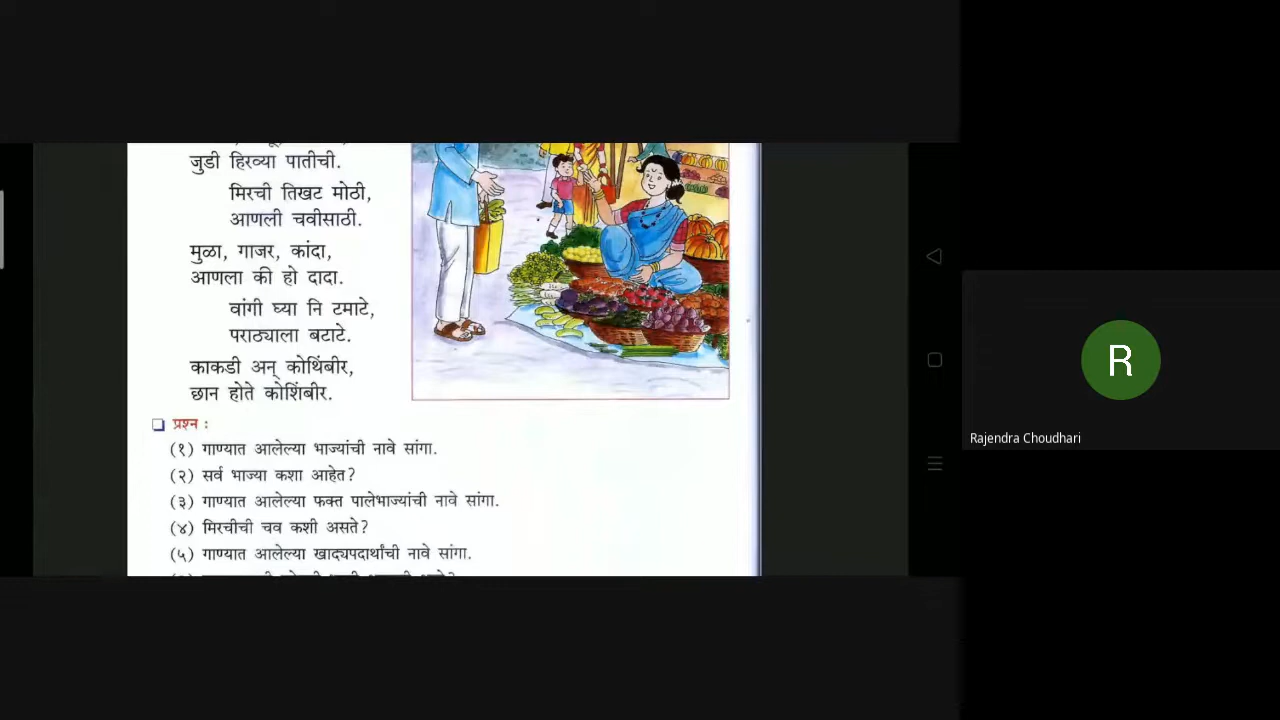 जुडी हिरव्या पातीची.
मिरची तिखट मोठी,
आणली चवीसाठी.
मुळा, गाजर, कांदा,
आणला की हो दादा.
वांगी घ्या नि टमाटे,
पराठ्याला बटाटे.
काकडी अन् कोथिंबीर,
छान होते कोशिंबीर.
प्रश्न :
(१) गाण्यात आलेल्या भाज्यांची नावे सांगा.
(२) सर्व भाज्या कशा आहेत?
(३) गाण्यात आलेल्या फक्त पालेभाज्यांची नावे सांगा.
(४) मिरचीची चव कशी असते?
(५) गाण्यात आलेल्या खाद्यपदार्थांची नावे सांगा.
R
Rajendra Choudhari